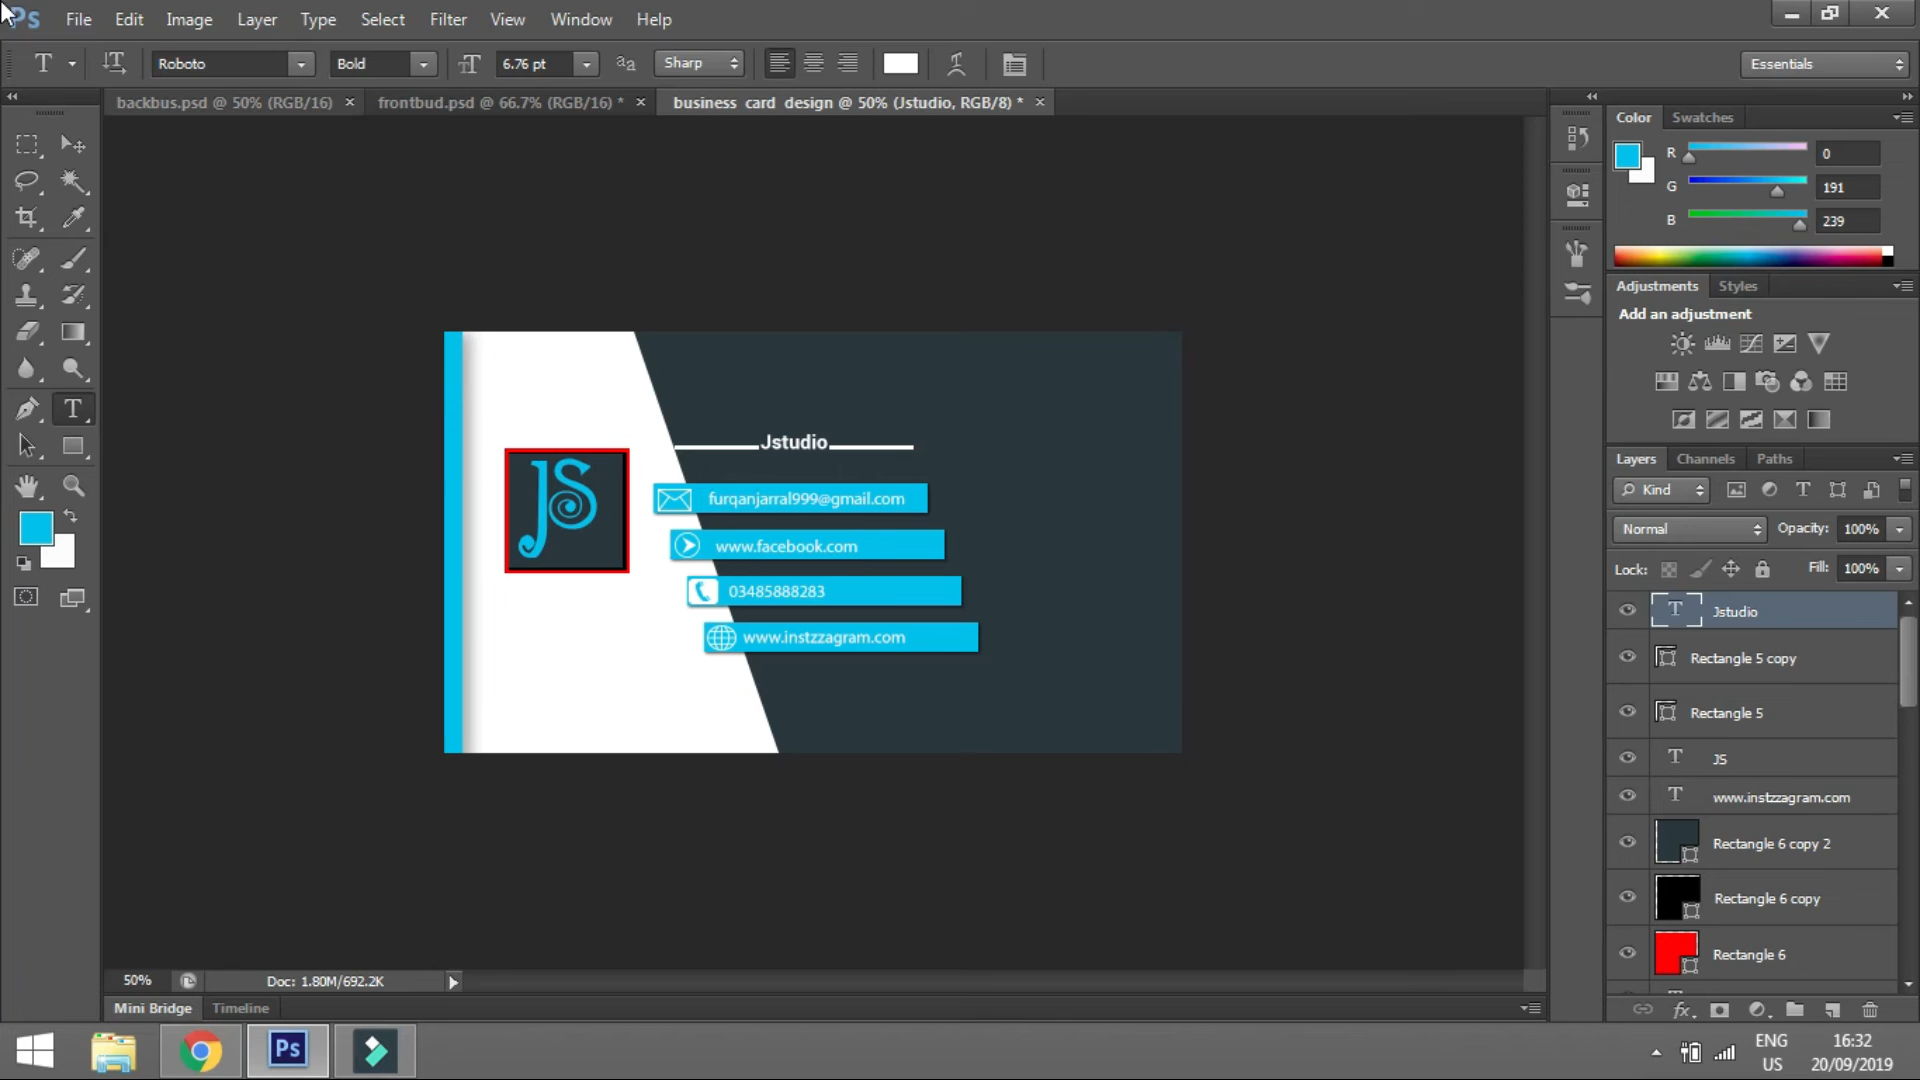 Ps File Edit Image Layer Type Select Filter View Window Help
T Roboto Bold 6.76 pt aa Sharp Essentials
backbus.psd @ 50% (RGB/16) × frontbud.psd @ 66.7% (RGB/16) * × business card design @ 50% (Jstudio, RGB/8) * ×
Color Swatches
R 0
G 191
B 239
Adjustments Styles
Add an adjustment
Jstudio
JS
furqanjarral999@gmail.com
www.facebook.com
03485888283
www.instzzagram.com
Layers Channels Paths
Kind
Normal Opacity: 100%
Lock: Fill: 100%
T Jstudio
Rectangle 5 copy
Rectangle 5
T JS
T www.instzzagram.com
Rectangle 6 copy 2
Rectangle 6 copy
Rectangle 6
fx
50% Doc: 1.80M/692.2K
Mini Bridge Timeline
Ps
ENG
US
16:32
20/09/2019